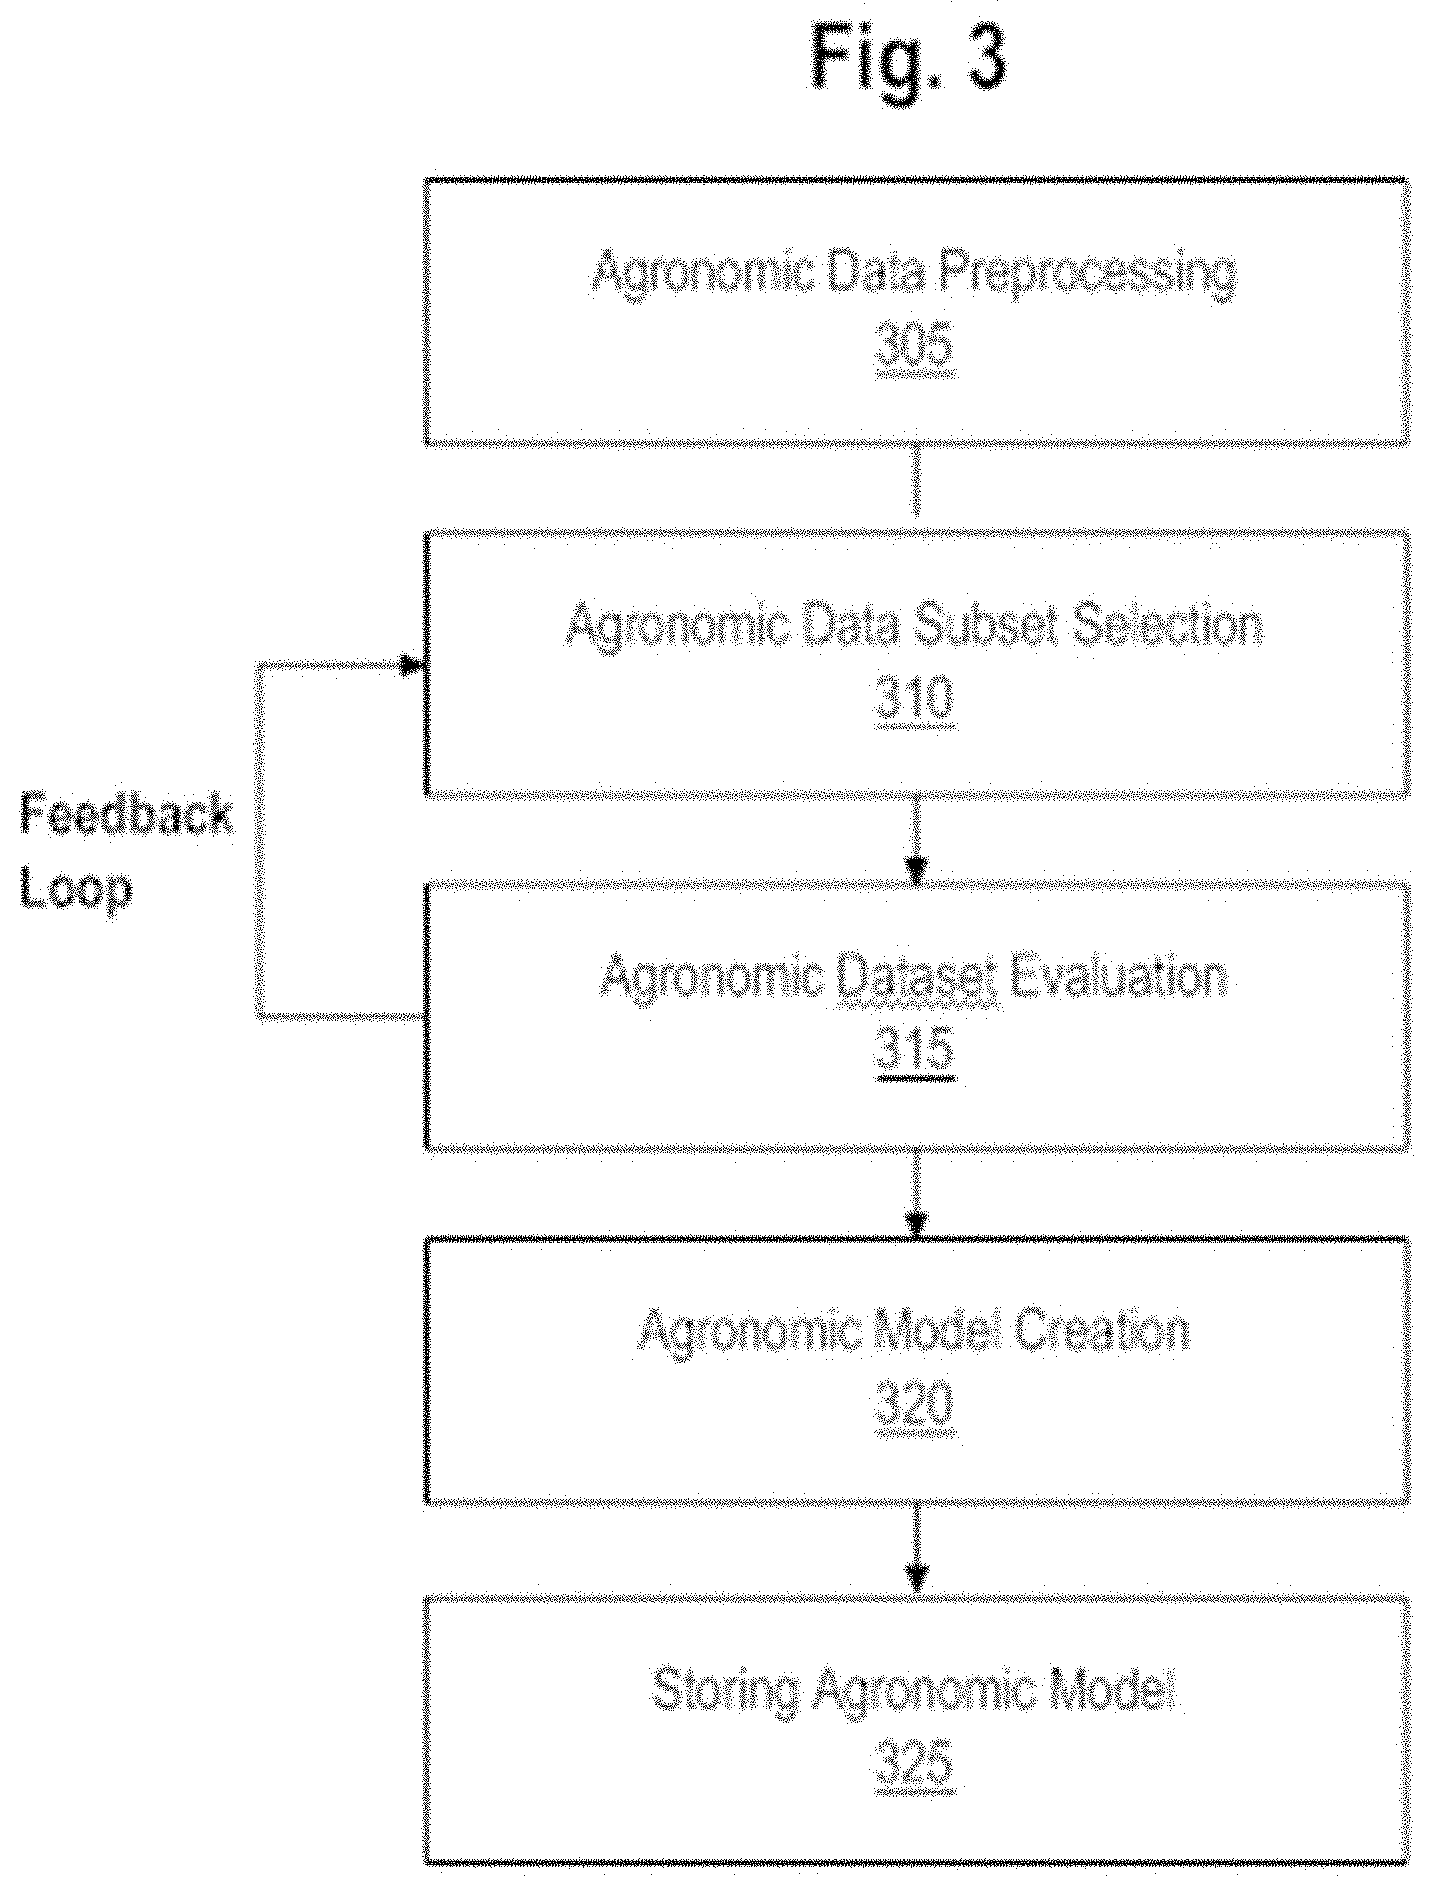 Fig. 3
Agronomic Data Preprocessing
305
Agronomic Data Subset Selection
310
Feedback
Loop
Agronomic Dataset Evaluation
315
Agronomic Model Creation
320
Storing Agronomic Model
325